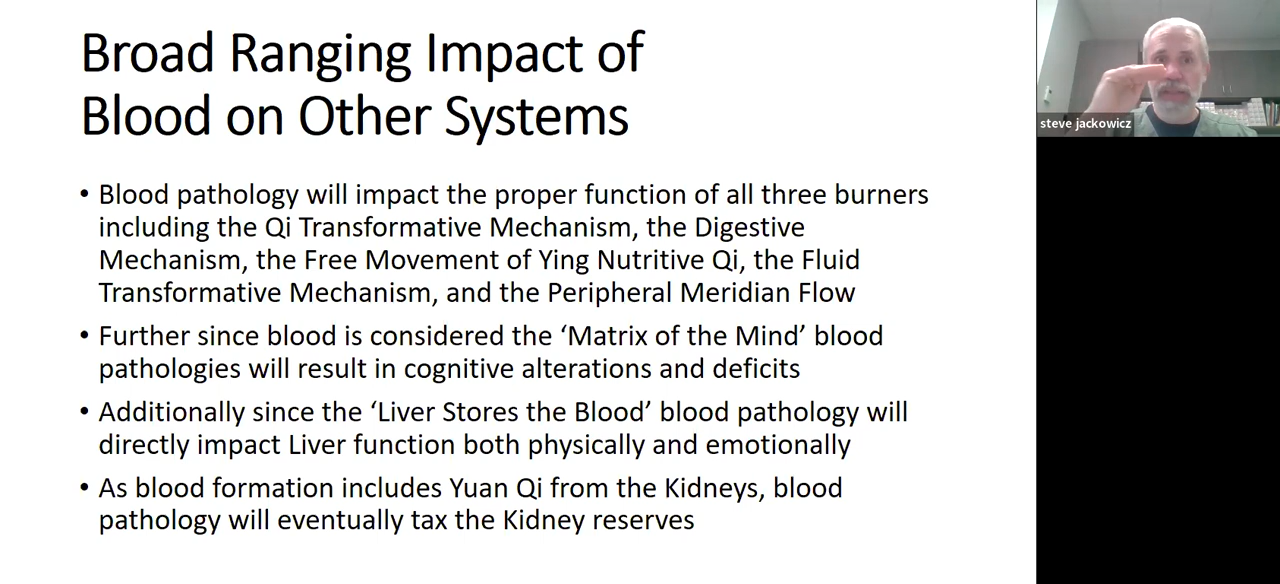 Broad Ranging Impact of
Blood on Other Systems
• Blood pathology will impact the proper function of all three burners
including the Qi Transformative Mechanism, the Digestive
Mechanism, the Free Movement of Ying Nutritive Qi, the Fluid
Transformative Mechanism, and the Peripheral Meridian Flow
• Further since blood is considered the ‘Matrix of the Mind’ blood
pathologies will result in cognitive alterations and deficits
• Additionally since the ‘Liver Stores the Blood’ blood pathology will
directly impact Liver function both physically and emotionally
• As blood formation includes Yuan Qi from the Kidneys, blood
pathology will eventually tax the Kidney reserves
steve jackowicz